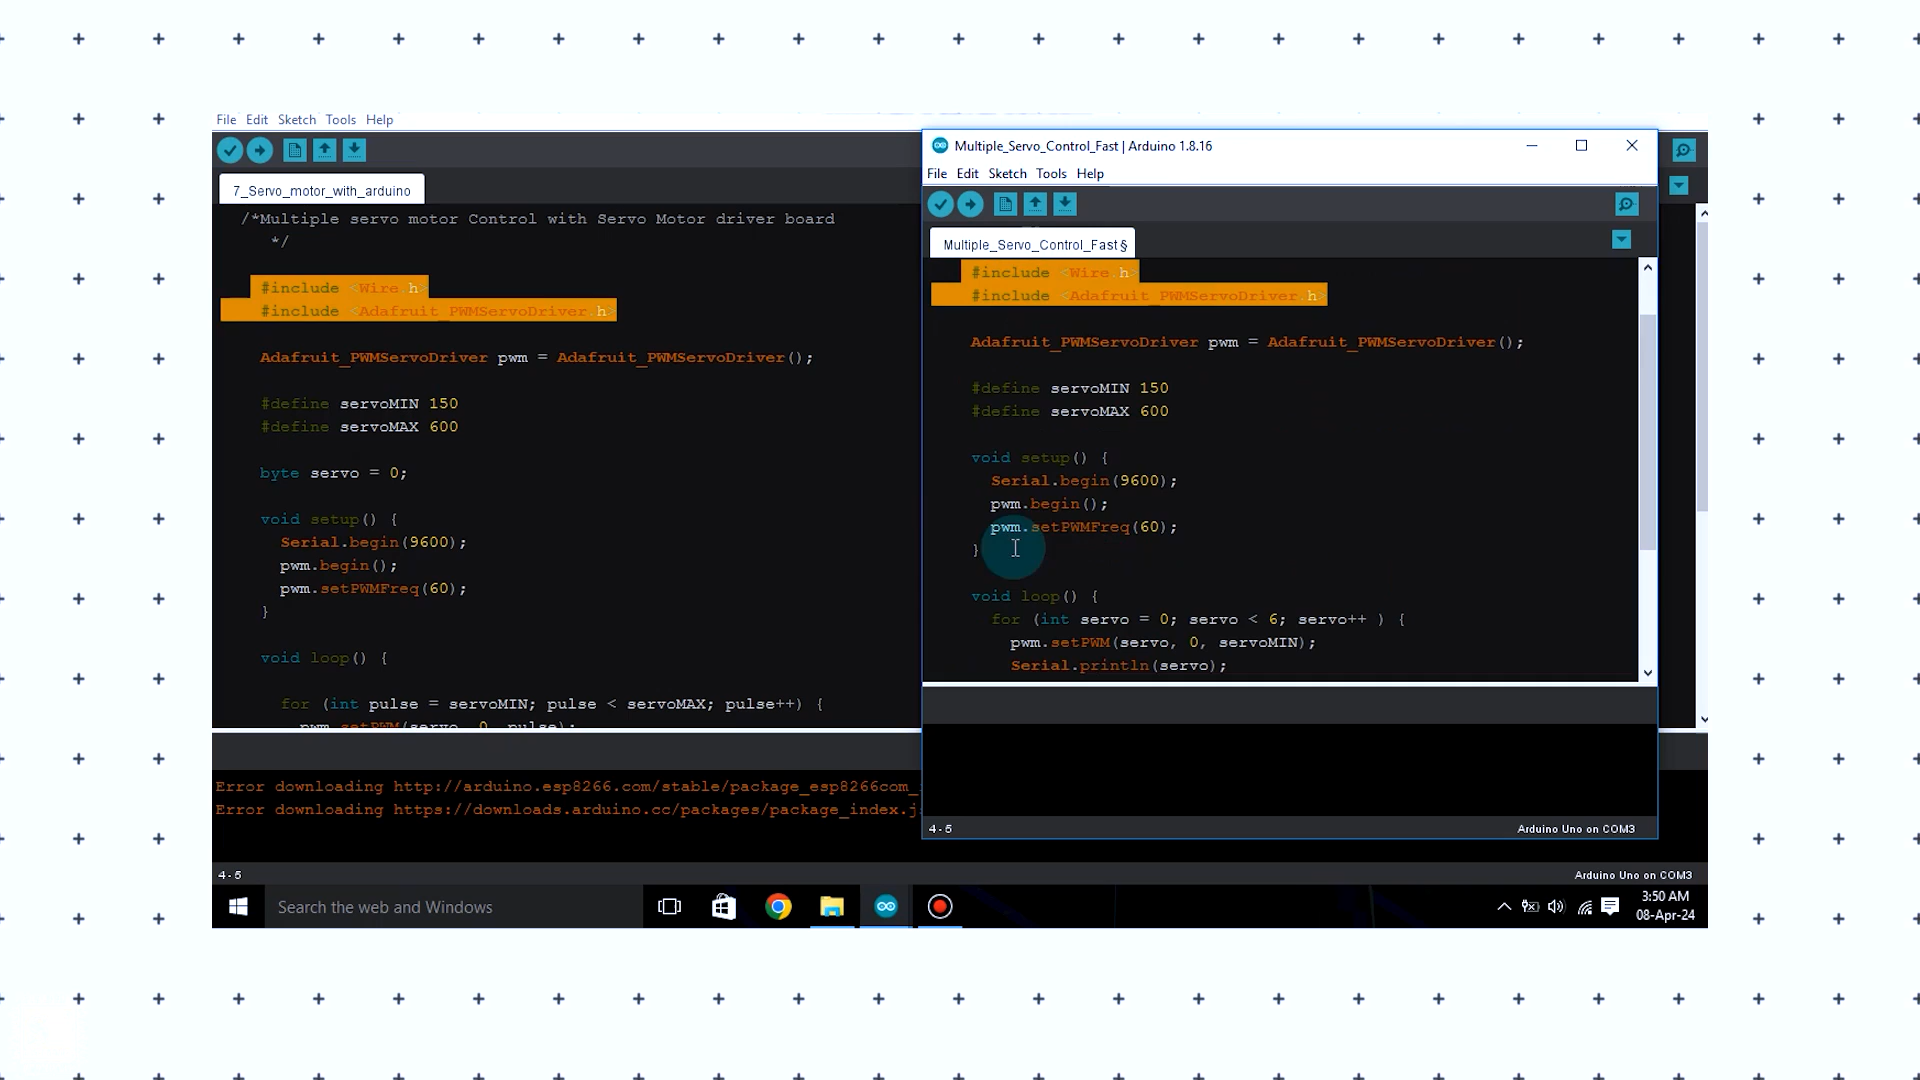 File Edit Sketch Tools Help
7_Servo_motor_with_arduino
/*Multiple servo motor Control with Servo Motor driver board
*/
#include <Wire.h>
#include <Adafruit_PWMServoDriver.h>
Adafruit_PWMServoDriver pwm = Adafruit_PWMServoDriver();
#define servoMIN 150
#define servoMAX 600
byte servo = 0;
void setup() {
Serial.begin(9600);
pwm.begin();
pwm.setPWMFreq(60);
}
void loop() {
for (int pulse = servoMIN; pulse < servoMAX; pulse++) {
pwm.setPWM(servo, 0, pulse);
Error downloading http://arduino.esp8266.com/stable/package_esp8266com_
Error downloading https://downloads.arduino.cc/packages/package_index.j
4-5
Arduino Uno on COM3
Multiple_Servo_Control_Fast | Arduino 1.8.16
File Edit Sketch Tools Help
Multiple_Servo_Control_Fast §
#include <Wire.h>
#include <Adafruit_PWMServoDriver.h>
Adafruit_PWMServoDriver pwm = Adafruit_PWMServoDriver();
#define servoMIN 150
#define servoMAX 600
void setup() {
Serial.begin(9600);
pwm.begin();
pwm.setPWMFreq(60);
}
void loop() {
for (int servo = 0; servo < 6; servo++ ) {
pwm.setPWM(servo, 0, servoMIN);
Serial.println(servo);
4-5
Arduino Uno on COM3
Search the web and Windows
3:50 AM
08-Apr-24